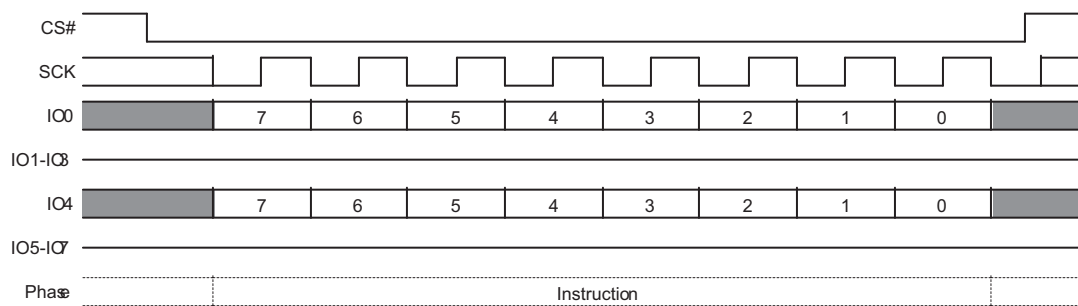 CS#
SCK
IO0 7 6 5 4 3 2 1 0
IO1-IO3
IO4 7 6 5 4 3 2 1 0
IO5-IO7
Phase Instruction